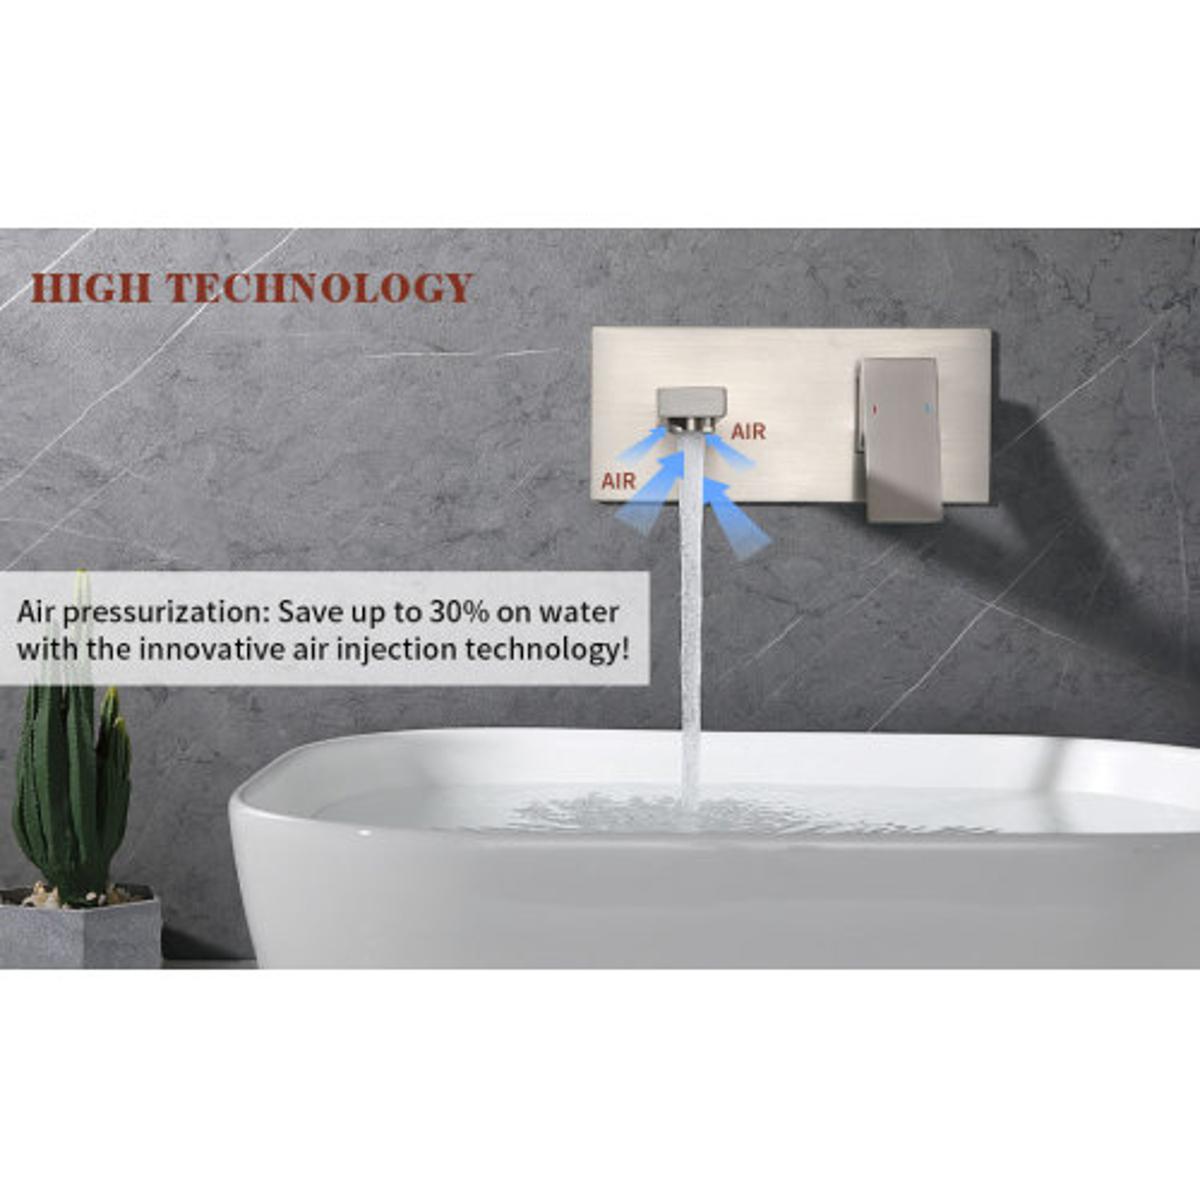 HIGH TECHNOLOGY
AIR
AIR
Air pressurization: Save up to 30% on water
with the innovative air injection technology!